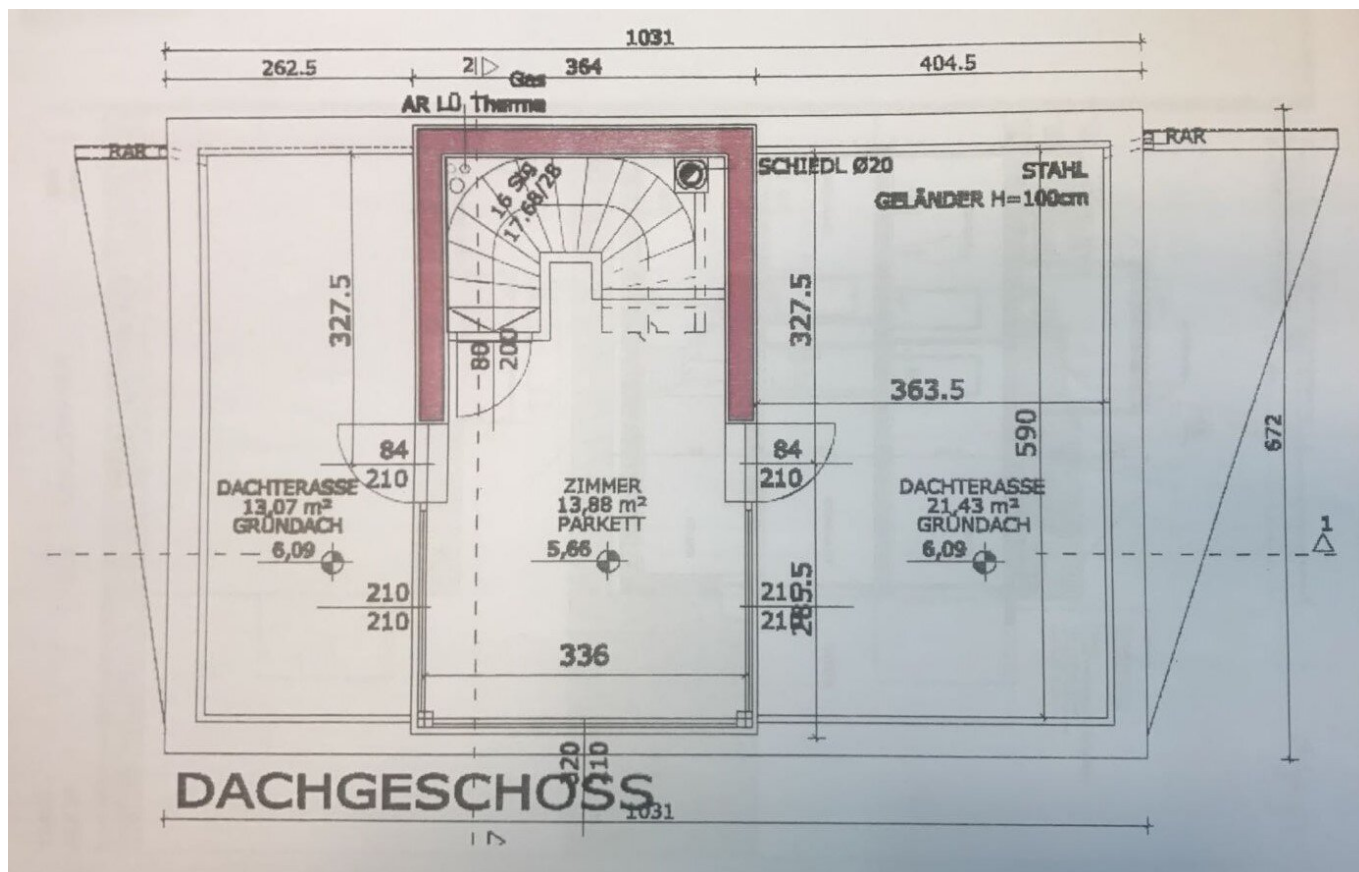 1031
262.5
2
364
404.5
Gas
AR LÜ Therme
RAR
RAR
SCHIEDL Ø20
STAHL
GELÄNDER H=100cm
16 Stg
17.68/28
327.5
327.5
80
200
363.5
590
672
84
210
84
210
DACHTERASSE
13,07 m²
GRÜNDACH
6,09
ZIMMER
13,88 m²
PARKETT
5,66
DACHTERASSE
21,43 m²
GRÜNDACH
6,09
1
210
210
210
210
285.5
336
320
210
DACHGESCHOSS
1031